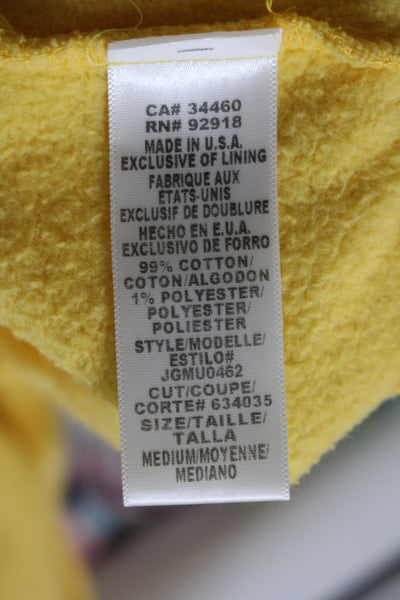 CA# 34460
RN# 92918
MADE IN U.S.A.
EXCLUSIVE OF LINING
FABRIQUE AUX
ETATS-UNIS
EXCLUSIF DE DOUBLURE
HECHO EN E.U.A.
EXCLUSIVO DE FORRO
99% COTTON/
COTON/ALGODON
1% POLYESTER/
POLYESTER/
POLIESTER
STYLE/MODELLE/
ESTILO#
JGMU0462
CUT/COUPE/
CORTE# 634035
SIZE/TAILLE/
TALLA
MEDIUM/MOYENNE/
MEDIANO